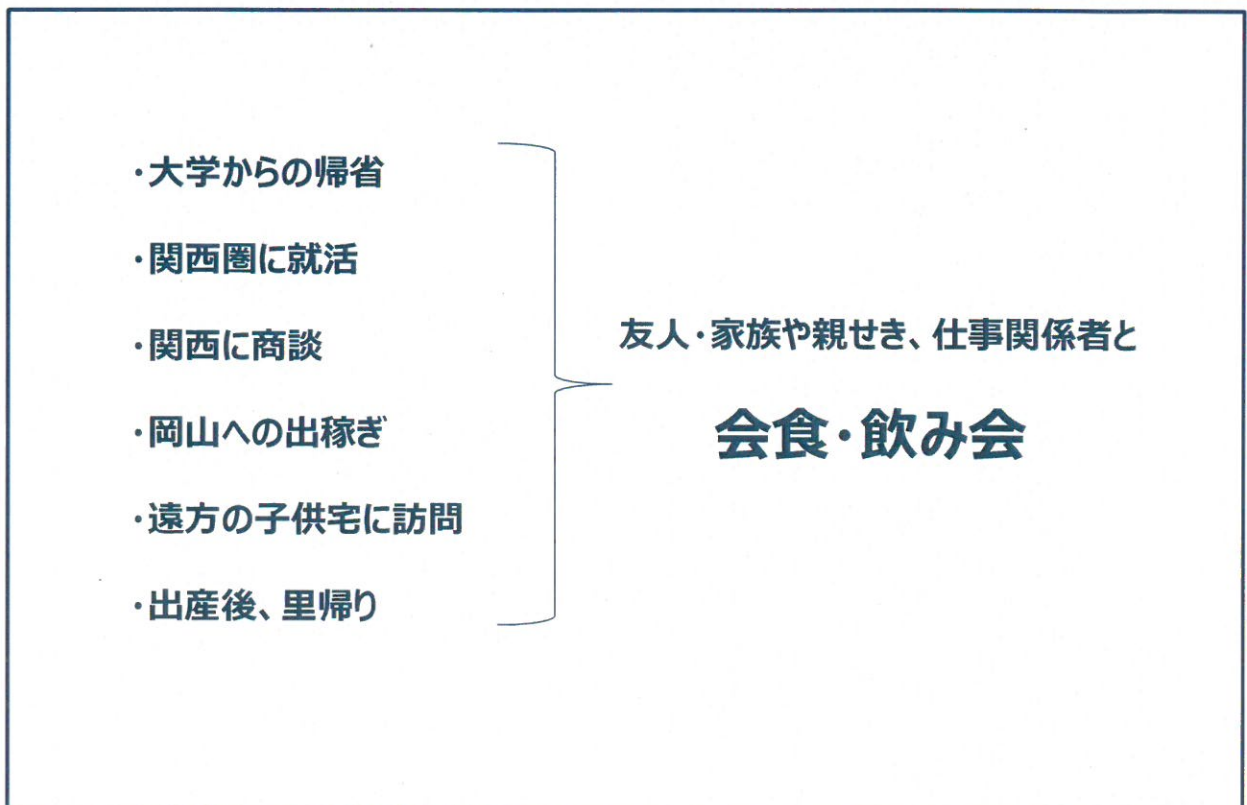 ・大学からの帰省
・関西圏に就活
・関西に商談
・岡山への出稼ぎ
・遠方の子供宅に訪問
・出産後、里帰り
友人・家族や親せき、仕事関係者と
会食・飲み会